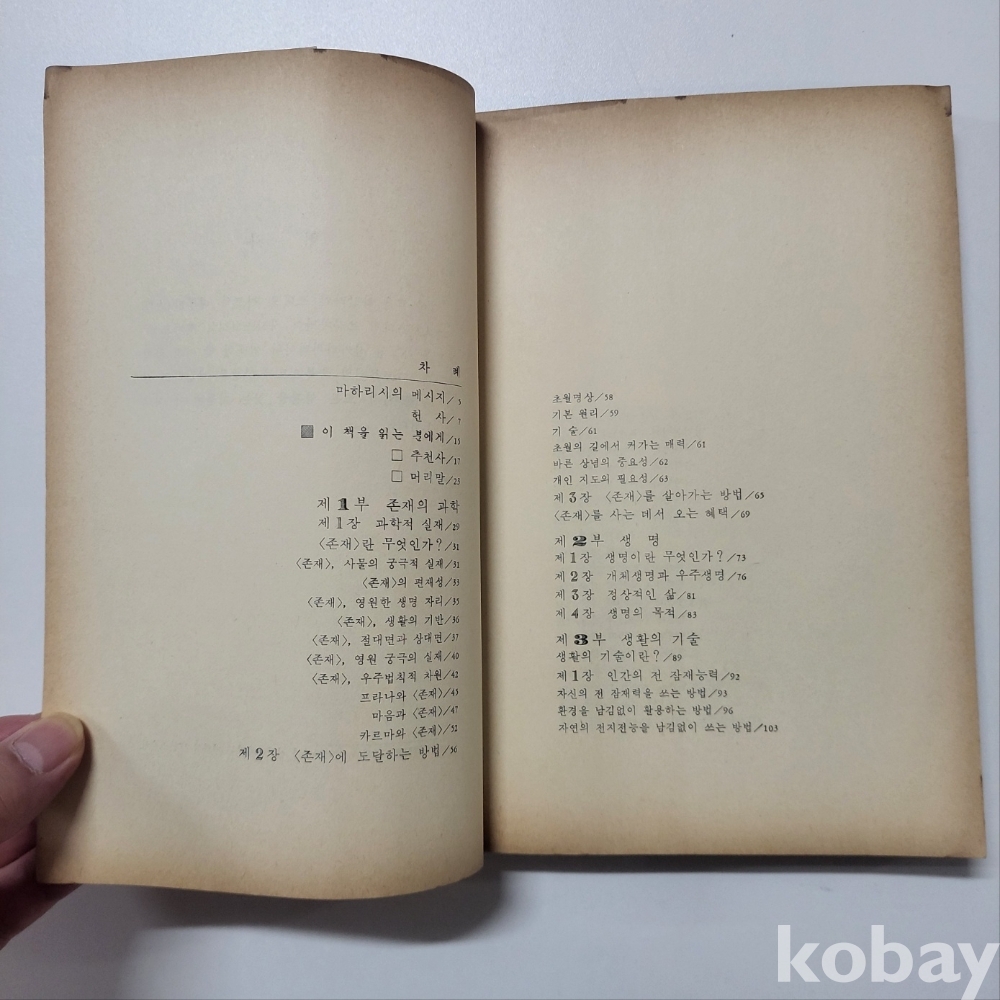 차 례
마하리시의 메시지/5
헌 사/7
이 책을 읽는 분에게/15
추천사/17
머리말/25
제1부 존재의 과학
제1장 과학적 실재/29
〈존재〉란 무엇인가?/31
〈존재〉, 사물의 궁극적 실재/31
〈존재〉의 편재성/33
〈존재〉, 영원한 생명 자리/35
〈존재〉, 생활의 기반/36
〈존재〉, 절대면과 상대면/37
〈존재〉, 영원 궁극의 실재/40
〈존재〉, 우주법칙적 차원/42
프라나와 〈존재〉/45
마음과 〈존재〉/47
카르마와 〈존재〉/52
제2장 〈존재〉에 도달하는 방법/56
초월명상/58
기본 원리/59
기 술/61
초월의 길에서 커가는 매력/61
바른 상념의 중요성/62
개인 지도의 필요성/63
제3장 〈존재〉를 살아가는 방법/65
〈존재〉를 사는 데서 오는 혜택/69
제2부 생 명
제1장 생명이란 무엇인가?/73
제2장 개체생명과 우주생명/76
제3장 정상적인 삶/81
제4장 생명의 목적/83
제3부 생활의 기술
생활의 기술이란?/89
제1장 인간의 전 잠재능력/92
자신의 전 잠재력을 쓰는 방법/93
환경을 남김없이 활용하는 방법/96
자연의 전지전능을 남김없이 쓰는 방법/103
kobay